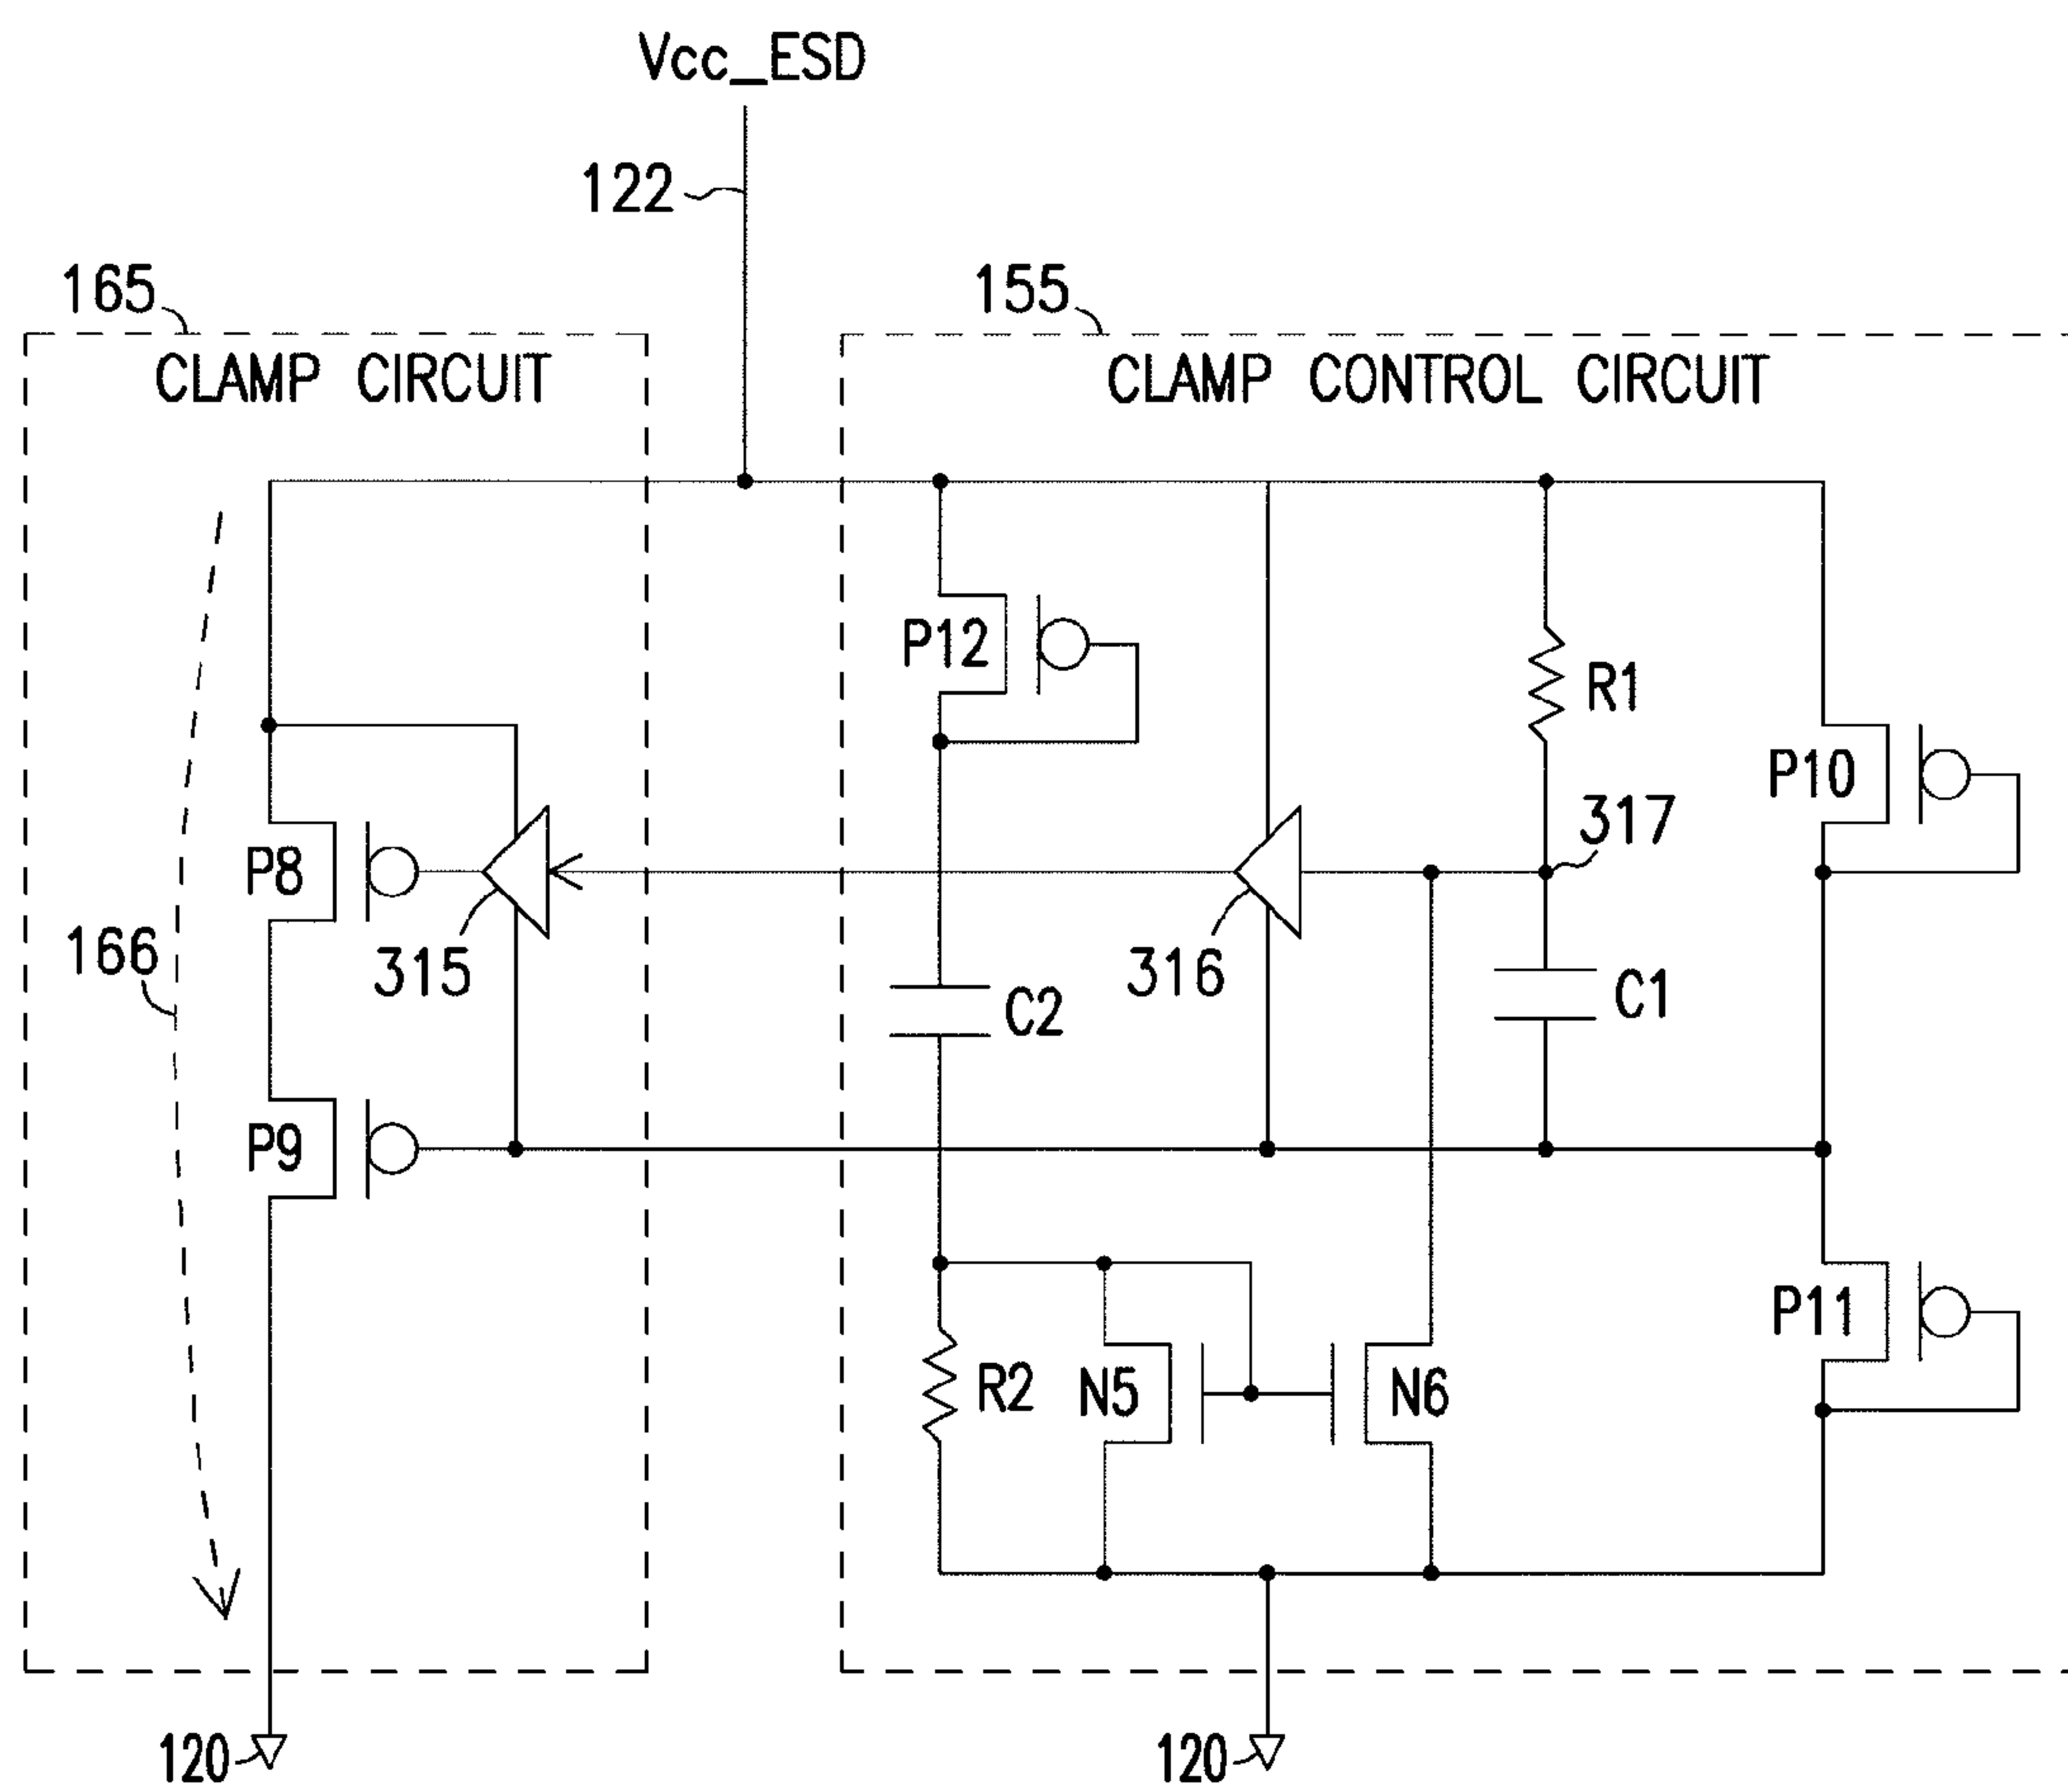 Vcc_ESD
122
165
155
CLAMP CIRCUIT
CLAMP CONTROL CIRCUIT
P12
R1
P10
317
P8
166
315
316
C1
C2
P9
P11
R2
N5
N6
120
120